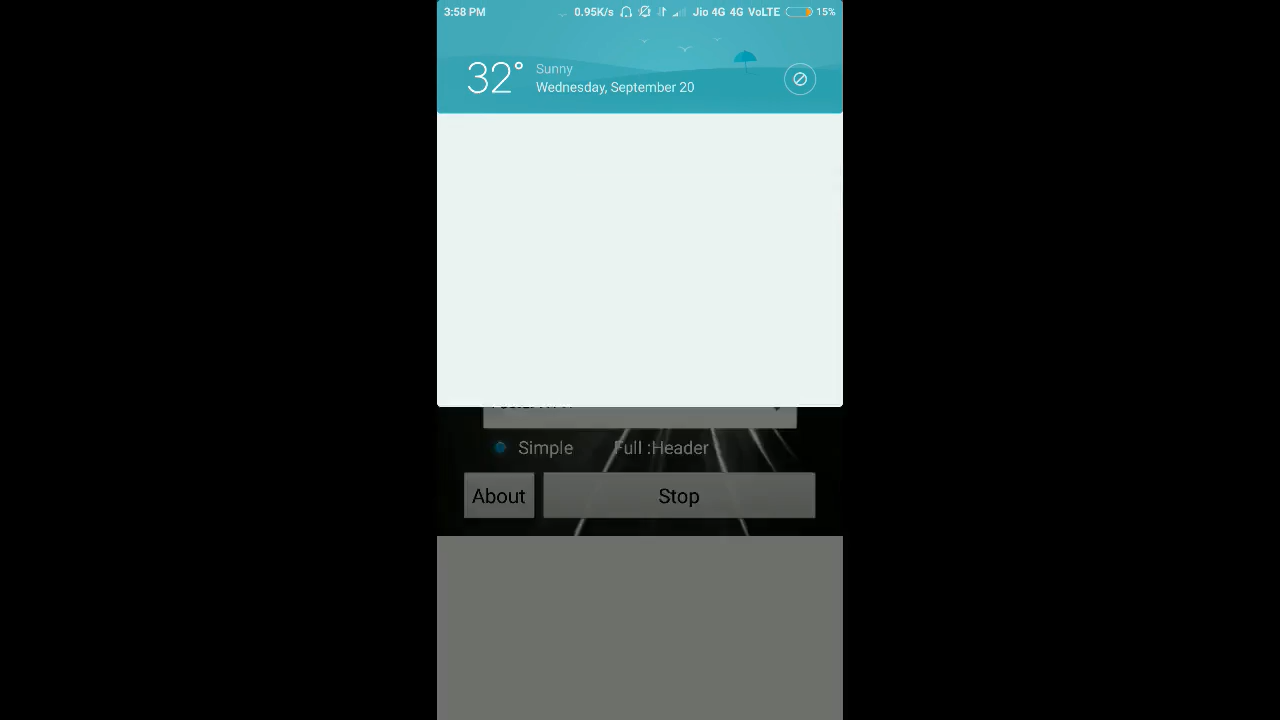 3:58 PM 0.95K/s Jio 4G 4G VoLTE 15%
32° Sunny
Wednesday, September 20
Simple Full :Header
About Stop